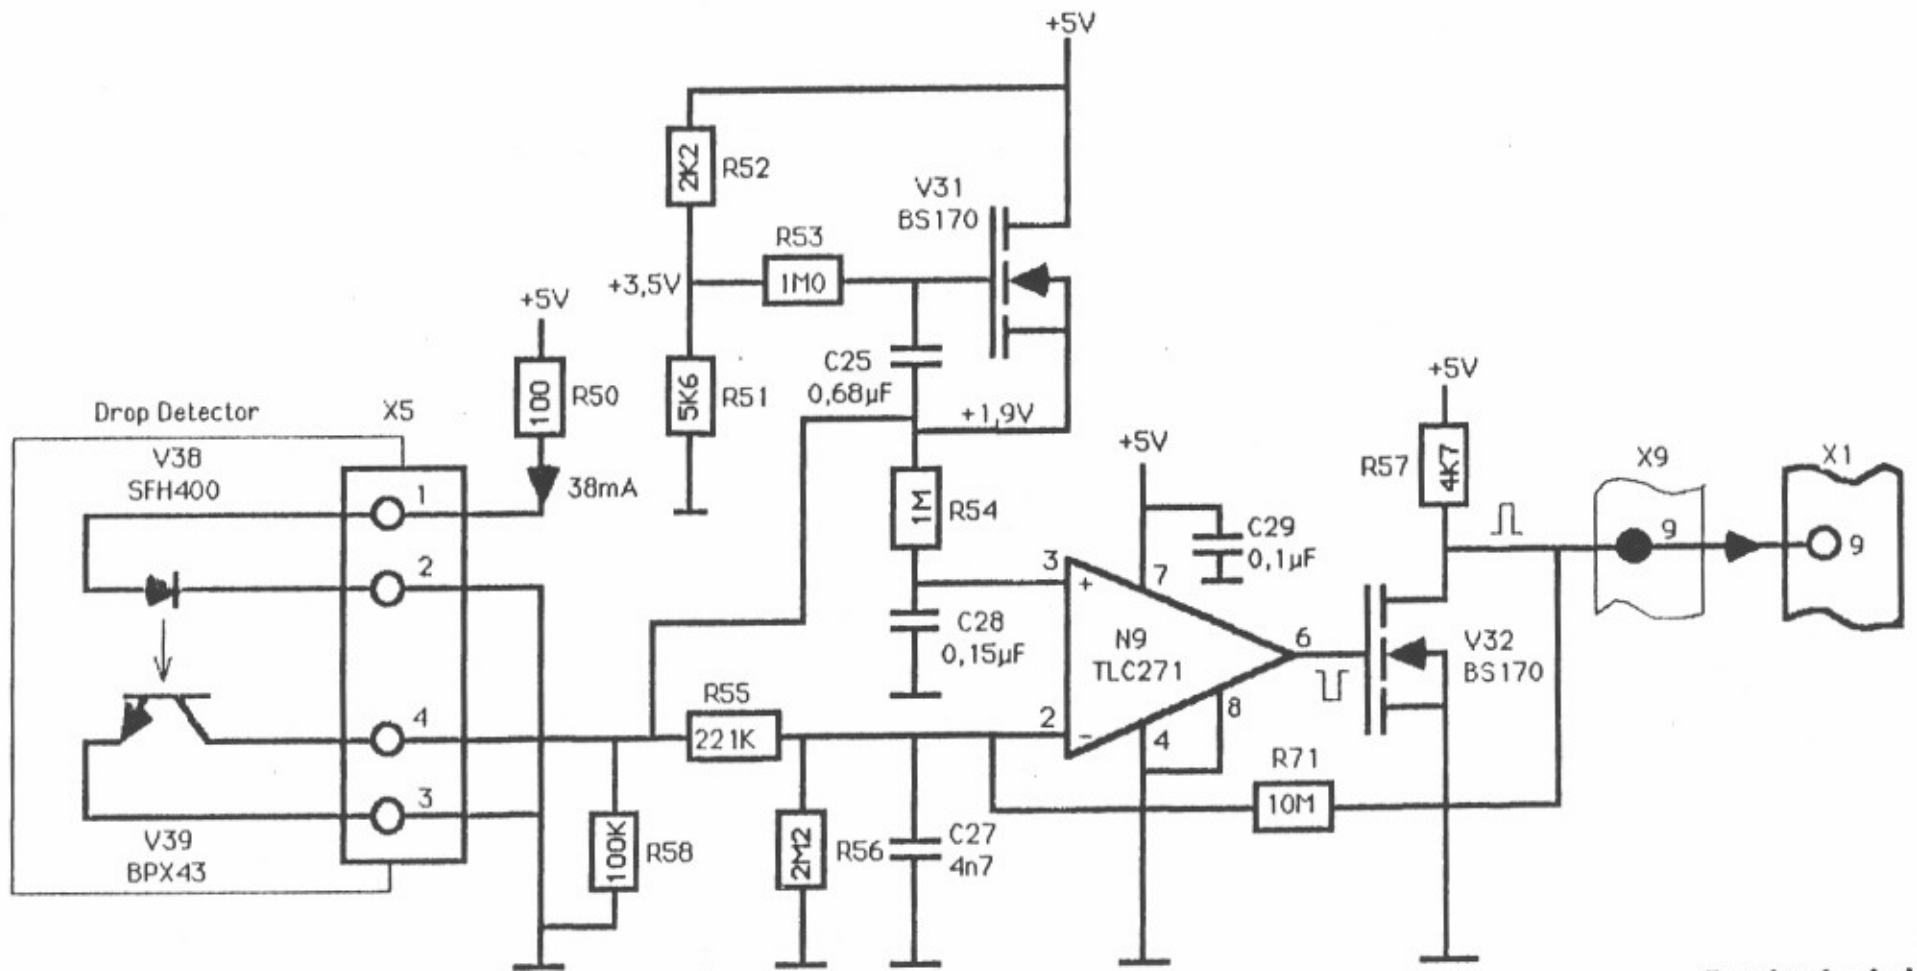 +5V
2K2
R52
V31
BS170
R53
1M0
+3,5V
+5V
100
R50
5K6
R51
C25
0,68µF
+1,9V
38mA
Drop Detector
X5
V38
SFH400
1
2
4
3
V39
BPX43
1M
R54
+5V
C29
0,1µF
+5V
R57
4K7
X9
9
X1
9
3
+
7
C28
0,15µF
N9
TLC271
6
V32
BS170
R55
221K
2
-
4
8
R71
10M
100K
R58
2M2
R56
C27
4n7